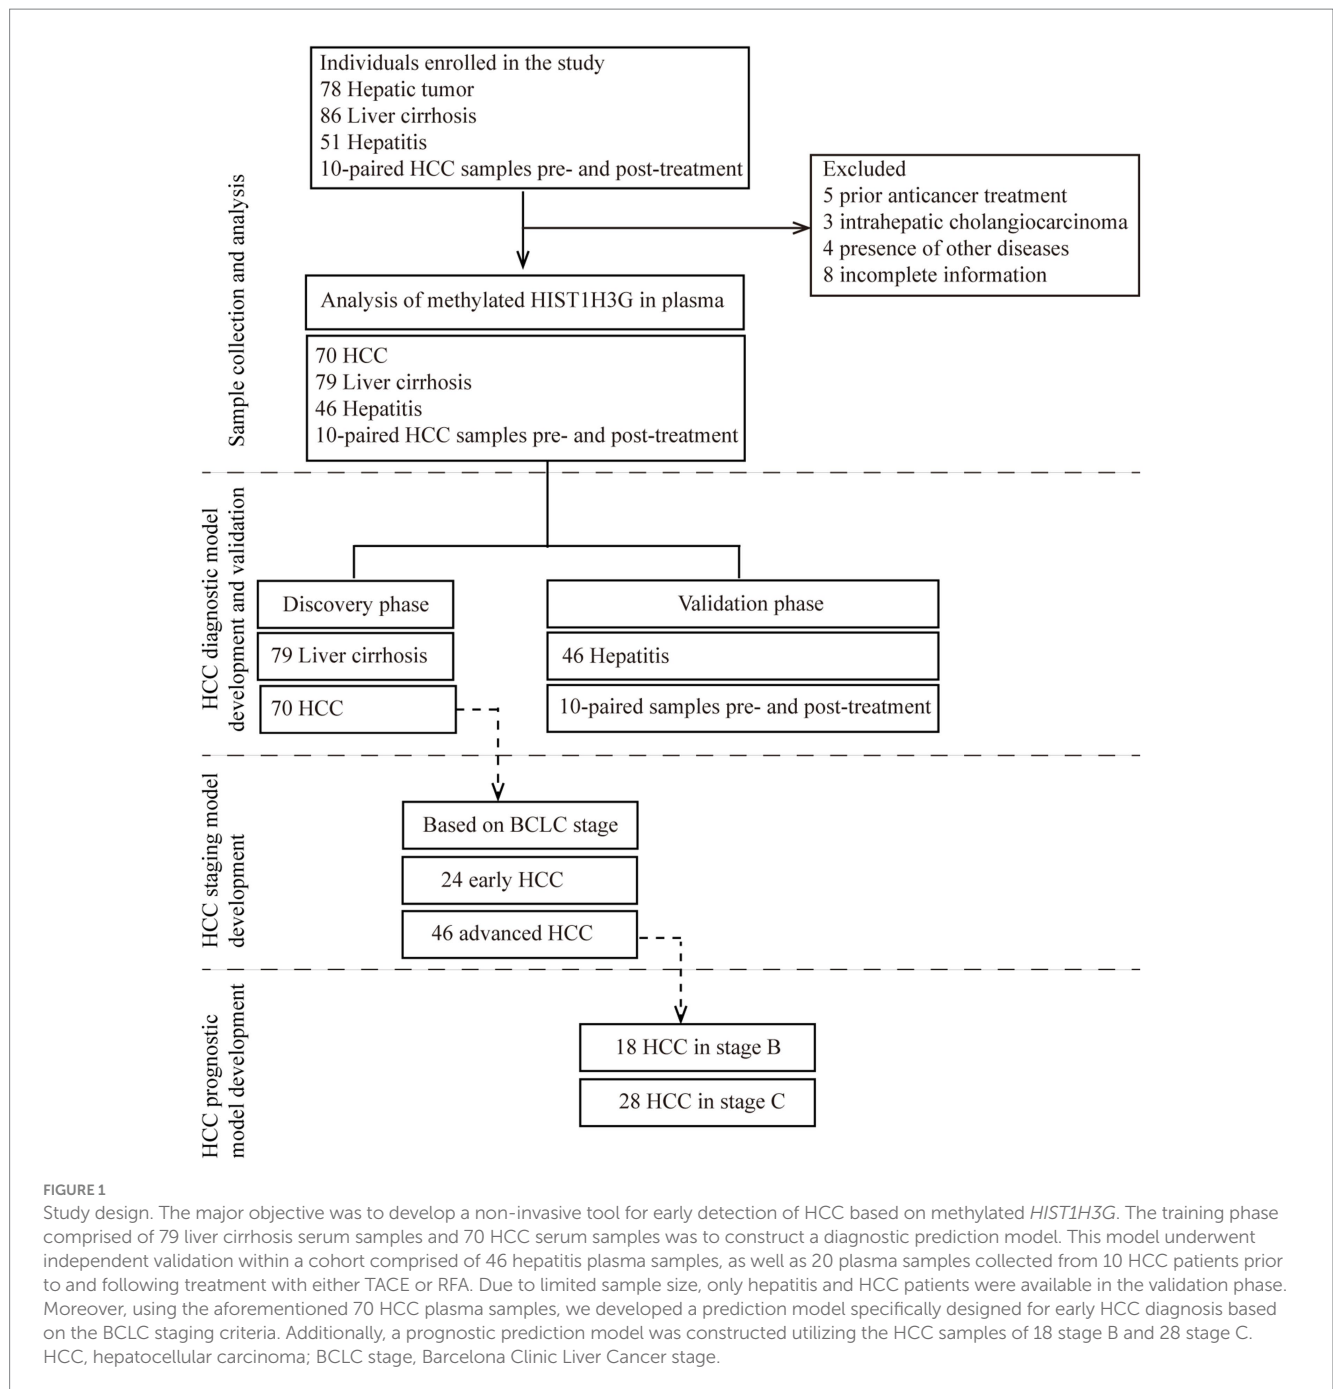 Individuals enrolled in the study
78 Hepatic tumor
86 Liver cirrhosis
51 Hepatitis
10-paired HCC samples pre- and post-treatment
Excluded
5 prior anticancer treatment
3 intrahepatic cholangiocarcinoma
4 presence of other diseases
8 incomplete information
Sample collection and analysis
Analysis of methylated HIST1H3G in plasma
70 HCC
79 Liver cirrhosis
46 Hepatitis
10-paired HCC samples pre- and post-treatment
HCC diagnostic model
development and validation
Discovery phase
79 Liver cirrhosis
70 HCC
Validation phase
46 Hepatitis
10-paired samples pre- and post-treatment
HCC staging model
development
Based on BCLC stage
24 early HCC
46 advanced HCC
HCC prognostic
model development
18 HCC in stage B
28 HCC in stage C
FIGURE 1
Study design. The major objective was to develop a non-invasive tool for early detection of HCC based on methylated HIST1H3G. The training phase
comprised of 79 liver cirrhosis serum samples and 70 HCC serum samples was to construct a diagnostic prediction model. This model underwent
independent validation within a cohort comprised of 46 hepatitis plasma samples, as well as 20 plasma samples collected from 10 HCC patients prior
to and following treatment with either TACE or RFA. Due to limited sample size, only hepatitis and HCC patients were available in the validation phase.
Moreover, using the aforementioned 70 HCC plasma samples, we developed a prediction model specifically designed for early HCC diagnosis based
on the BCLC staging criteria. Additionally, a prognostic prediction model was constructed utilizing the HCC samples of 18 stage B and 28 stage C.
HCC, hepatocellular carcinoma; BCLC stage, Barcelona Clinic Liver Cancer stage.